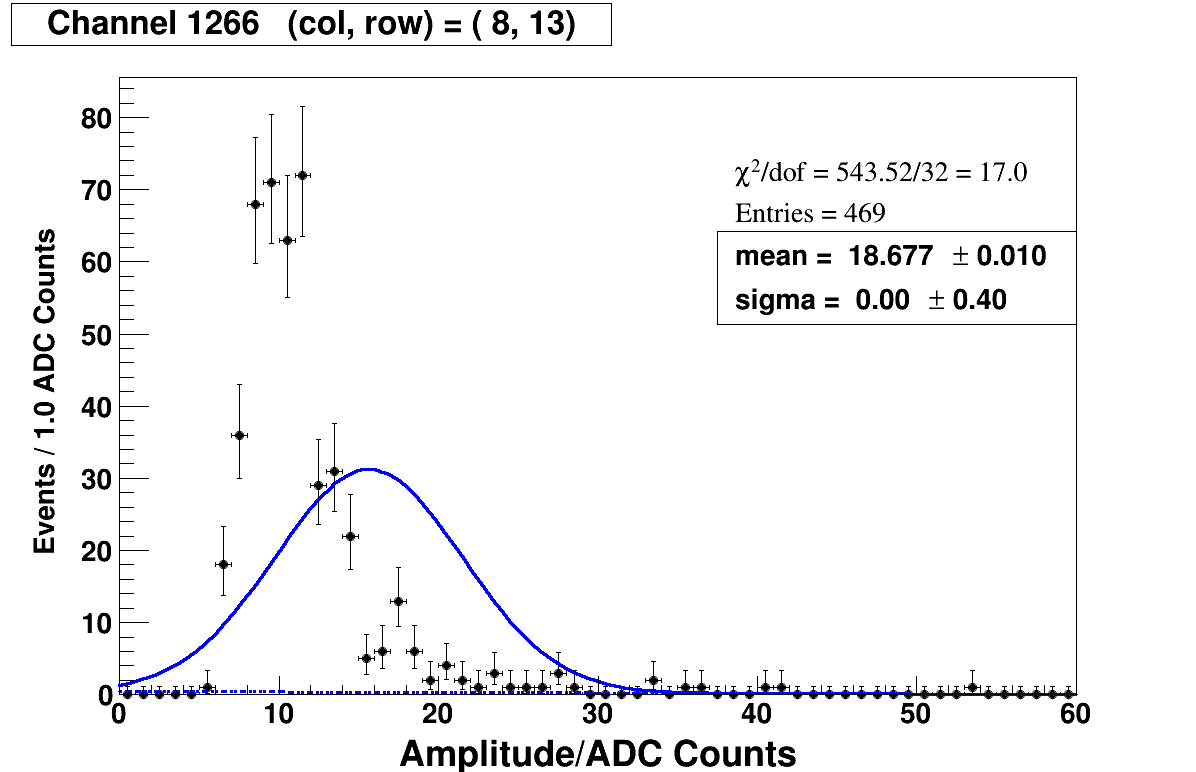 Channel 1266 (col, row) = ( 8, 13)
χ²/dof = 543.52/32 = 17.0
Entries = 469
mean = 18.677 ± 0.010
sigma = 0.00 ± 0.40
Events / 1.0 ADC Counts
80
70
60
50
40
30
20
10
0
0 10 20 30 40 50 60
Amplitude/ADC Counts